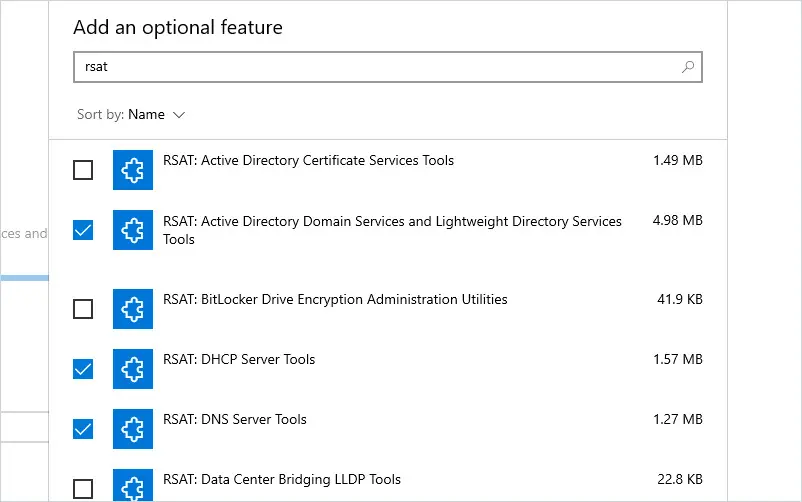 Add an optional feature
rsat
Sort by: Name
RSAT: Active Directory Certificate Services Tools 1.49 MB
RSAT: Active Directory Domain Services and Lightweight Directory Services 4.98 MB
Tools
ces and
RSAT: BitLocker Drive Encryption Administration Utilities 41.9 KB
RSAT: DHCP Server Tools 1.57 MB
RSAT: DNS Server Tools 1.27 MB
RSAT: Data Center Bridging LLDP Tools 22.8 KB